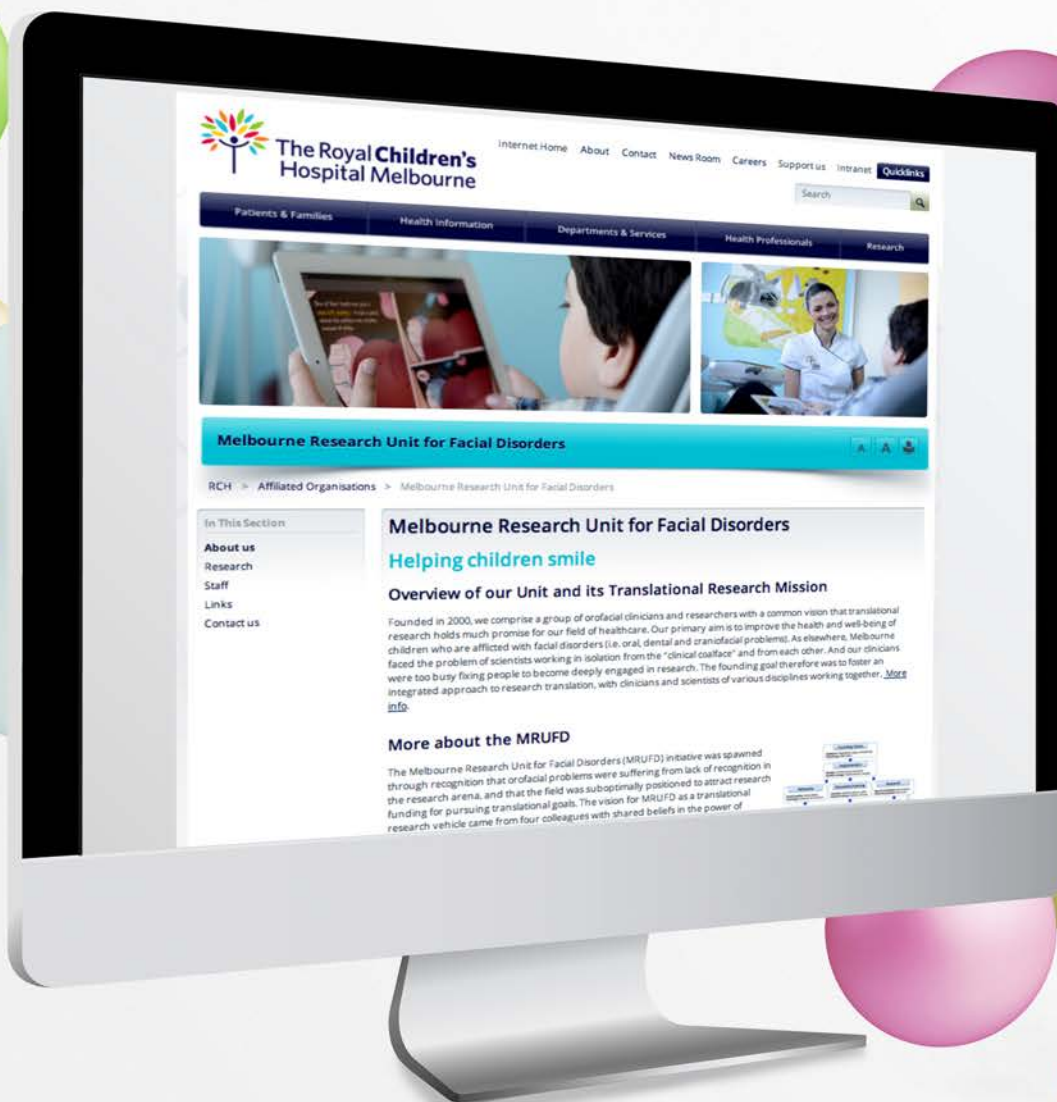 The Royal Children's
Hospital Melbourne
Internet Home About Contact News Room Careers Support us Intranet Quicklinks
Search
Patients & Families Health Information Departments & Services Health Professionals Research
Melbourne Research Unit for Facial Disorders
A A
RCH > Affiliated Organisations > Melbourne Research Unit for Facial Disorders
In This Section
About us
Research
Staff
Links
Contact us
Melbourne Research Unit for Facial Disorders
Helping children smile
Overview of our Unit and its Translational Research Mission
Founded in 2000, we comprise a group of orofacial clinicians and researchers with a common vision that translational
research holds much promise for our field of healthcare. Our primary aim is to improve the health and well-being of
children who are afflicted with facial disorders (i.e. oral, dental and craniofacial problems). As elsewhere, Melbourne
faced the problem of scientists working in isolation from the "clinical coalface" and from each other. And our clinicians
were too busy fixing people to become deeply engaged in research. The founding goal therefore was to foster an
integrated approach to research translation, with clinicians and scientists of various disciplines working together. More
info.
More about the MRUFD
The Melbourne Research Unit for Facial Disorders (MRUFD) initiative was spawned
through recognition that orofacial problems were suffering from lack of recognition in
the research arena, and that the field was suboptimally positioned to attract research
funding for pursuing translational goals. The vision for MRUFD as a translational
research vehicle came from four colleagues with shared beliefs in the power of